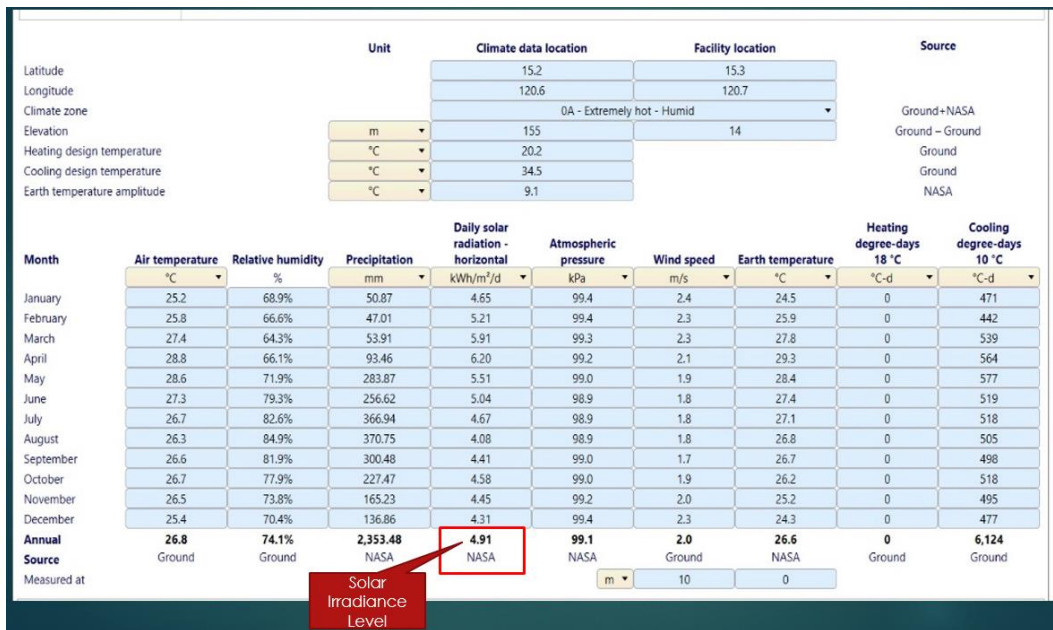 Unit Climate data location Facility location Source
Latitude 15.2 15.3
Longitude 120.6 120.7
Climate zone 0A - Extremely hot - Humid Ground+NASA
Elevation m 155 14 Ground – Ground
Heating design temperature °C 20.2 Ground
Cooling design temperature °C 34.5 Ground
Earth temperature amplitude °C 9.1 NASA
Month Air temperature Relative humidity Precipitation Daily solar radiation - horizontal Atmospheric pressure Wind speed Earth temperature Heating degree-days 18 °C Cooling degree-days 10 °C
°C % mm kWh/m²/d kPa m/s °C °C-d °C-d
January 25.2 68.9% 50.87 4.65 99.4 2.4 24.5 0 471
February 25.8 66.6% 47.01 5.21 99.4 2.3 25.9 0 442
March 27.4 64.3% 53.91 5.91 99.3 2.3 27.8 0 539
April 28.8 66.1% 93.46 6.20 99.2 2.1 29.3 0 564
May 28.6 71.9% 283.87 5.51 99.0 1.9 28.4 0 577
June 27.3 79.3% 256.62 5.04 98.9 1.8 27.4 0 519
July 26.7 82.6% 366.94 4.67 98.9 1.8 27.1 0 518
August 26.3 84.9% 370.75 4.08 98.9 1.8 26.8 0 505
September 26.6 81.9% 300.48 4.41 99.0 1.7 26.7 0 498
October 26.7 77.9% 227.47 4.58 99.0 1.9 26.2 0 518
November 26.5 73.8% 165.23 4.45 99.2 2.0 25.2 0 495
December 25.4 70.4% 136.86 4.31 99.4 2.3 24.3 0 477
Annual 26.8 74.1% 2,353.48 4.91 99.1 2.0 26.6 0 6,124
Source Ground Ground NASA NASA NASA Ground NASA Ground Ground
Measured at m 10 0
Solar
Irradiance
Level